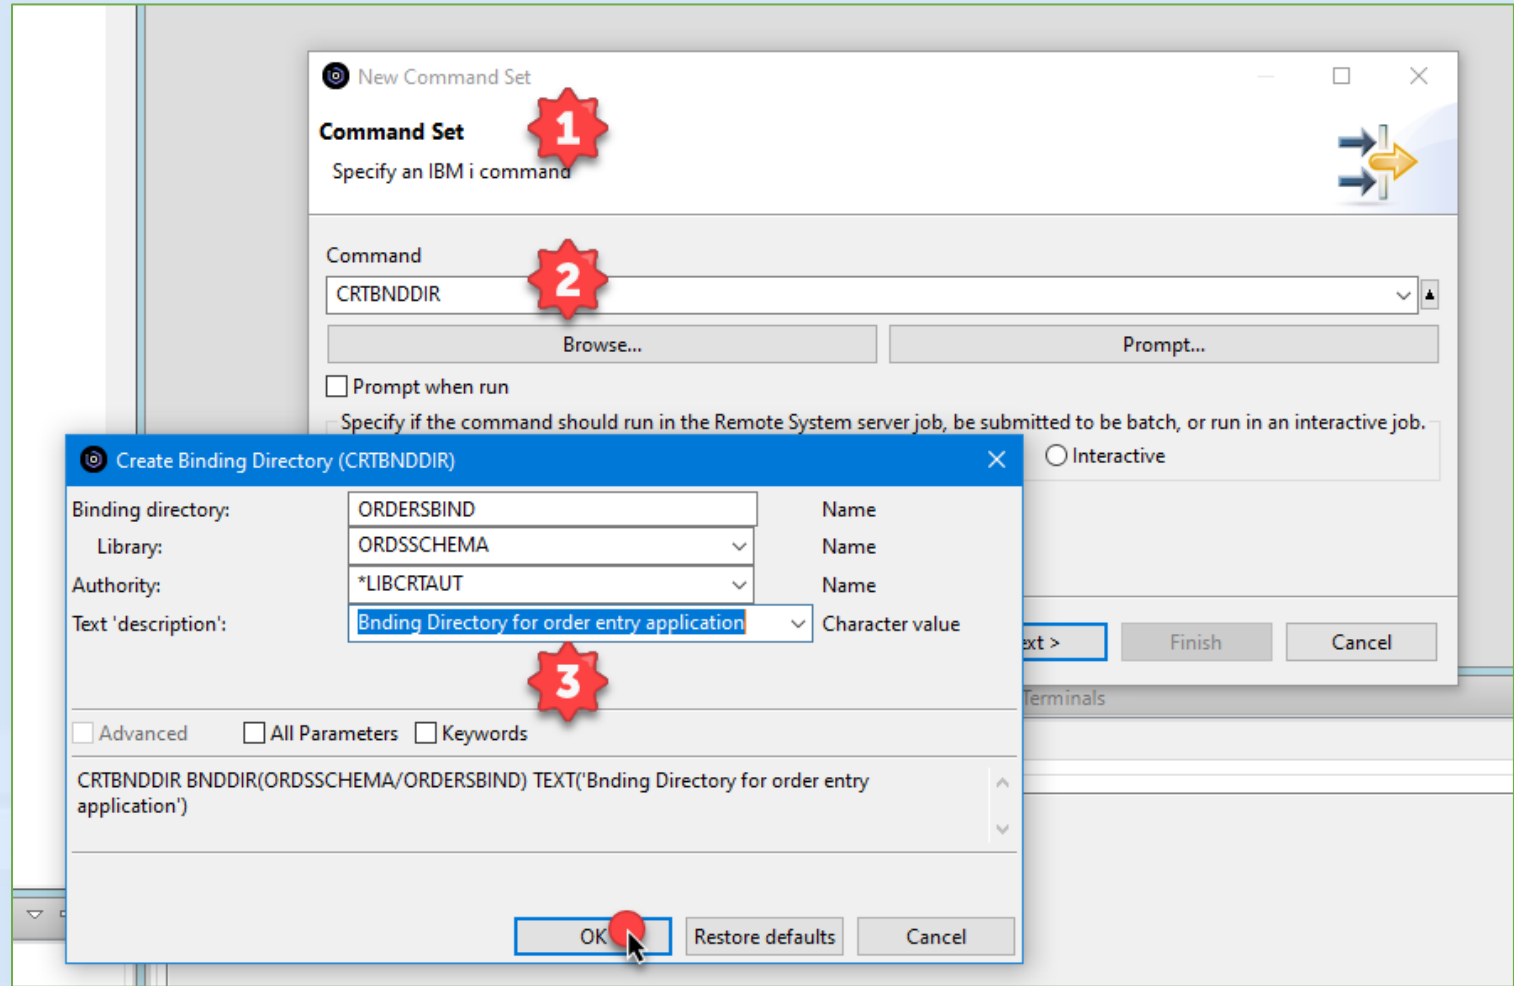 New Command Set
Command Set
1
Specify an IBM i command
Command
2
CRTBNDDIR
Browse...
Prompt...
Prompt when run
Specify if the command should run in the Remote System server job, be submitted to be batch, or run in an interactive job.
Interactive
Create Binding Directory (CRTBNDDIR)
Binding directory: ORDERSBIND Name
Library: ORDSSCHEMA Name
Authority: *LIBCRTAUT Name
Text 'description': Bnding Directory for order entry application Character value
ext > Finish Cancel
3
Terminals
Advanced All Parameters Keywords
CRTBNDDIR BNDDIR(ORDSSCHEMA/ORDERSBIND) TEXT('Bnding Directory for order entry
application')
OK Restore defaults Cancel